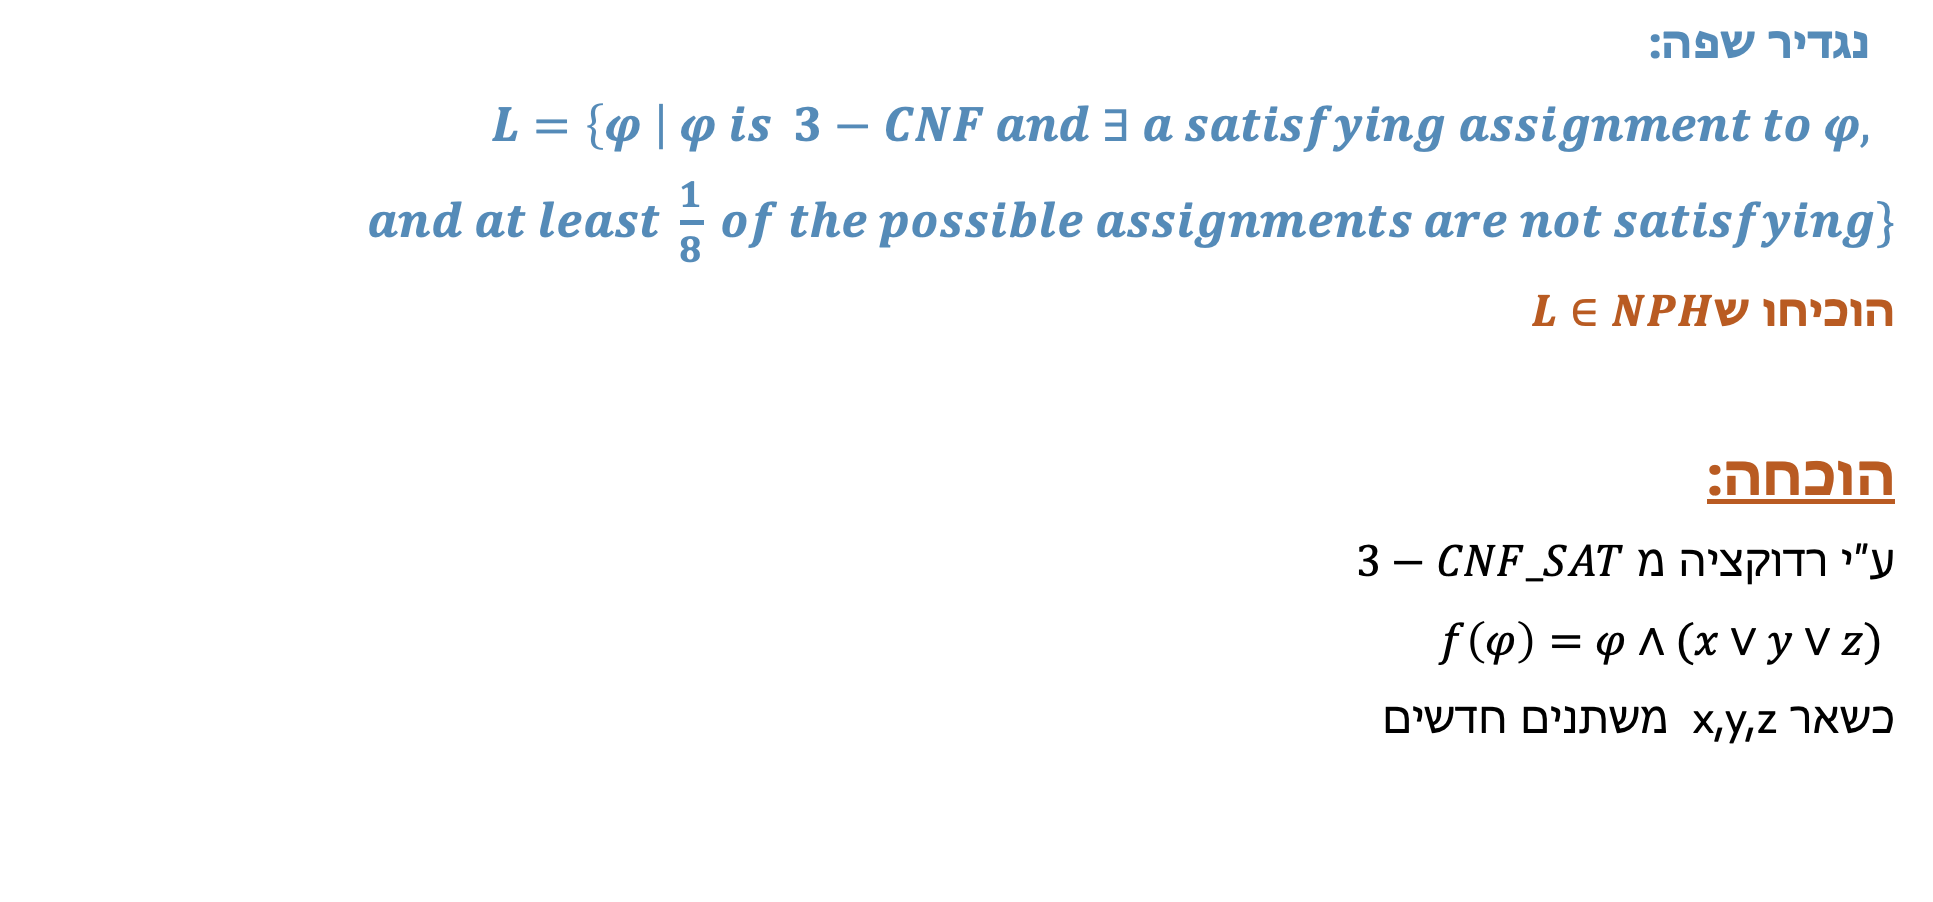 נגדיר שפה:
L = {φ | φ is 3 − CNF and ∃ a satisfying assignment to φ,
and at least 1/8 of the possible assignments are not satisfying}
הוכיחו ש L ∈ NPH
הוכחה:
ע"י רדוקציה מ 3 − CNF_SAT
f(φ) = φ ∧ (x ∨ y ∨ z)
כשאר x,y,z משתנים חדשים